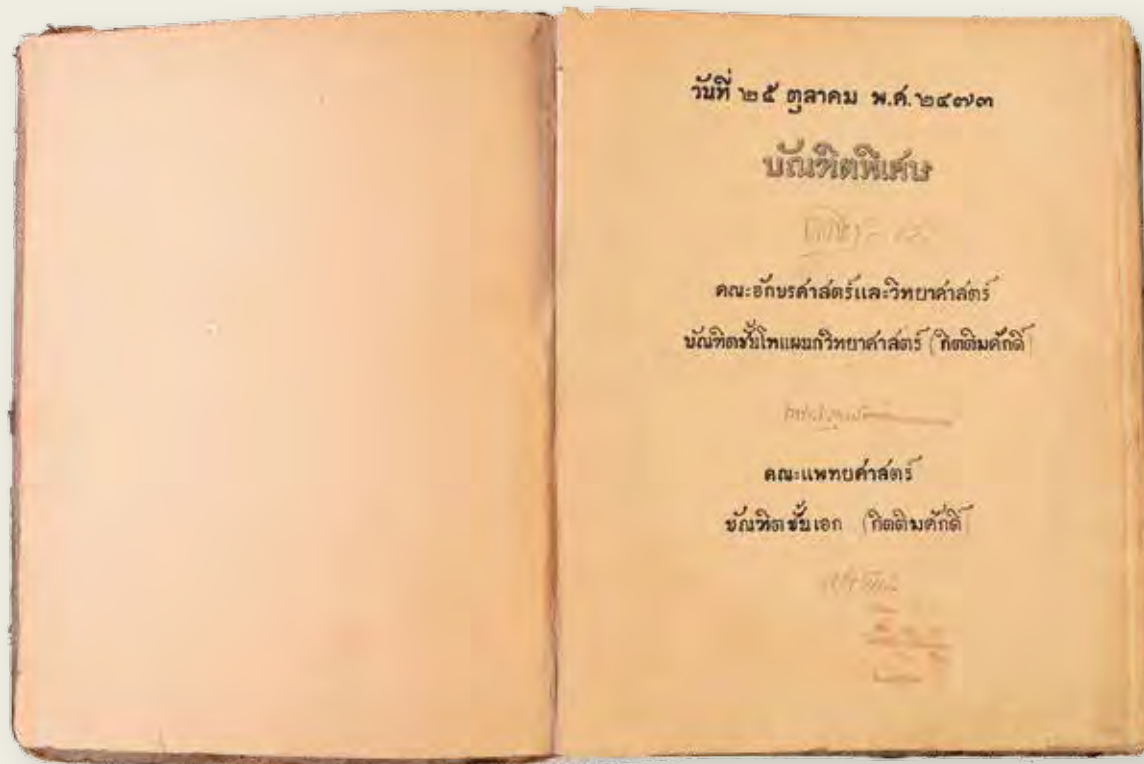 วันที่ ๒๕ ตุลาคม พ.ศ. ๒๔๗๓
บัณฑิตพิเศษ
คณะอักษรศาสตร์และวิทยาศาสตร์
บัณฑิตชั้นโทแผนกวิทยาศาสตร์ (กิตติมศักดิ์)
คณะแพทยศาสตร์
บัณฑิตชั้นเอก (กิตติมศักดิ์)